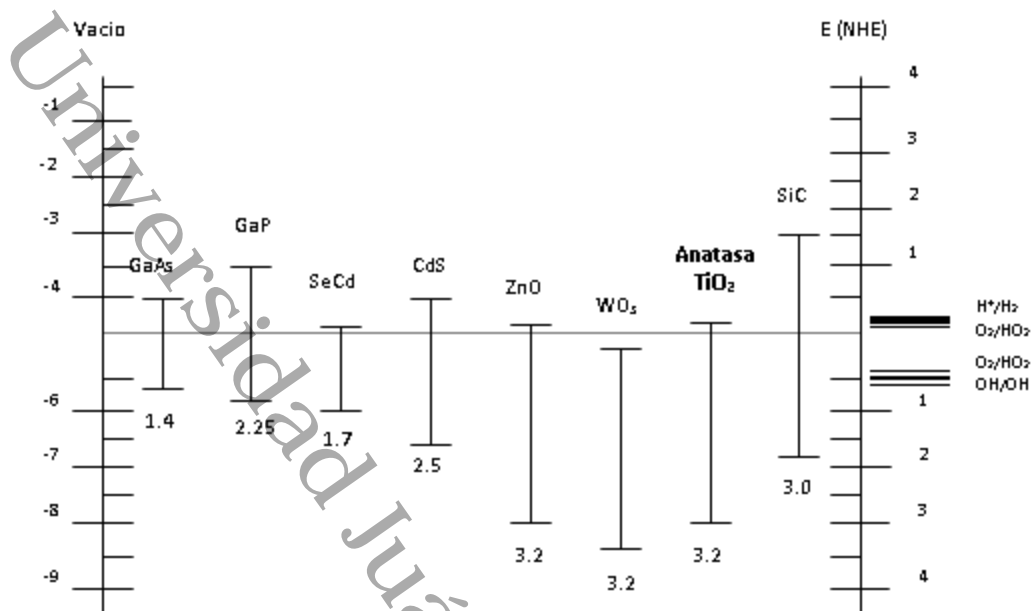 Vacio
E (NHE)
-1
-2
-3
-4
-6
-7
-8
-9
GaAs
1.4
GaP
2.25
SeCd
1.7
CdS
2.5
ZnO
3.2
WO₃
3.2
Anatasa
TiO₂
3.2
SiC
3.0
4
3
2
1
1
2
3
4
H⁺/H₂
O₂/HO₂
O₂/HO₂
OH/OH
Universidad Juá